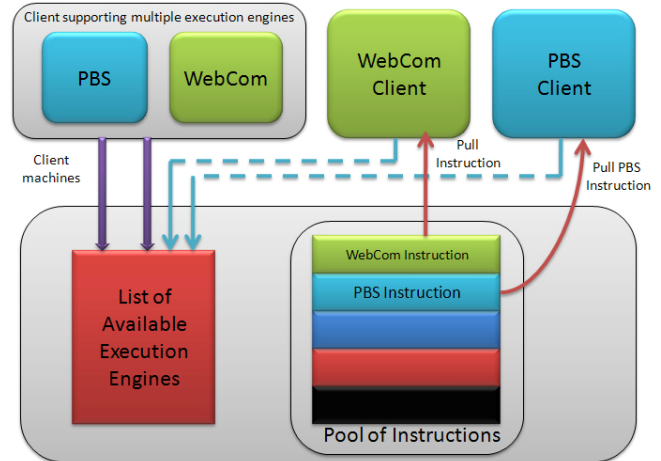 Client supporting multiple execution engines
PBS
WebCom
WebCom
Client
PBS
Client
Client
machines
Pull
Instruction
Pull PBS
Instruction
List of
Available
Execution
Engines
WebCom Instruction
PBS Instruction
Pool of Instructions